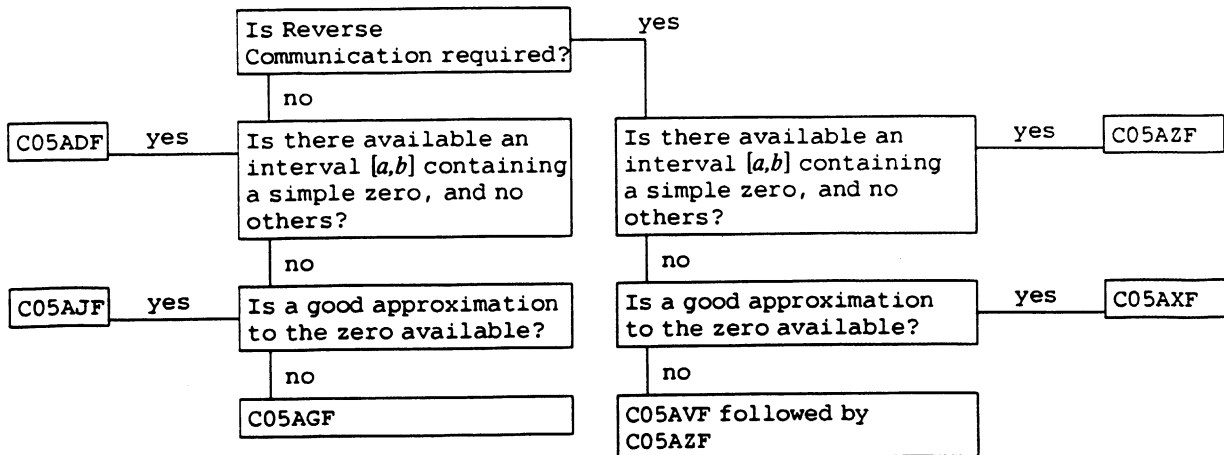 Is Reverse
Communication required?
yes
no
C05ADF
yes
Is there available an
interval [a,b] containing
a simple zero, and no
others?
Is there available an
interval [a,b] containing
a simple zero, and no
others?
yes
C05AZF
no
no
C05AJF
yes
Is a good approximation
to the zero available?
Is a good approximation
to the zero available?
yes
C05AXF
no
no
C05AGF
C05AVF followed by
C05AZF